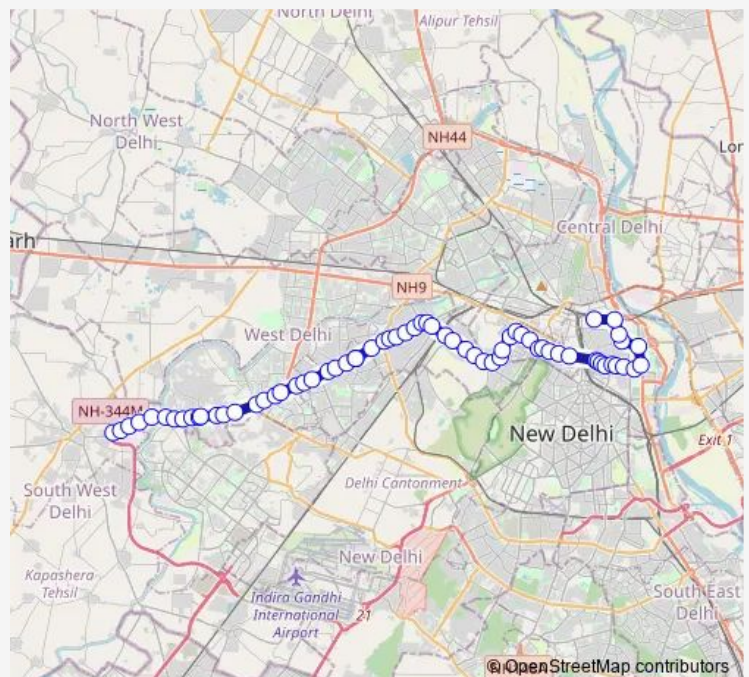 North Delhi
Alipur Tehsil
North West
Delhi
NH44
Lor
Central Delhi
arh
NH9
West Delhi
NH-344M
New Delhi
Exit 1
South West
Delhi
Delhi Cantonment
New Delhi
Kapashera
Tehsil
Indira Gandhi
International
Airport
21
South East
Delhi
© OpenStreetMap contributors